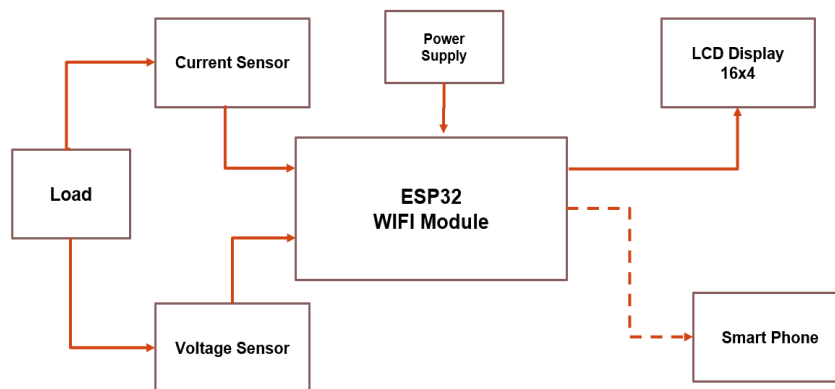 Current Sensor
Power
Supply
LCD Display
16x4
Load
ESP32
WIFI Module
Voltage Sensor
Smart Phone